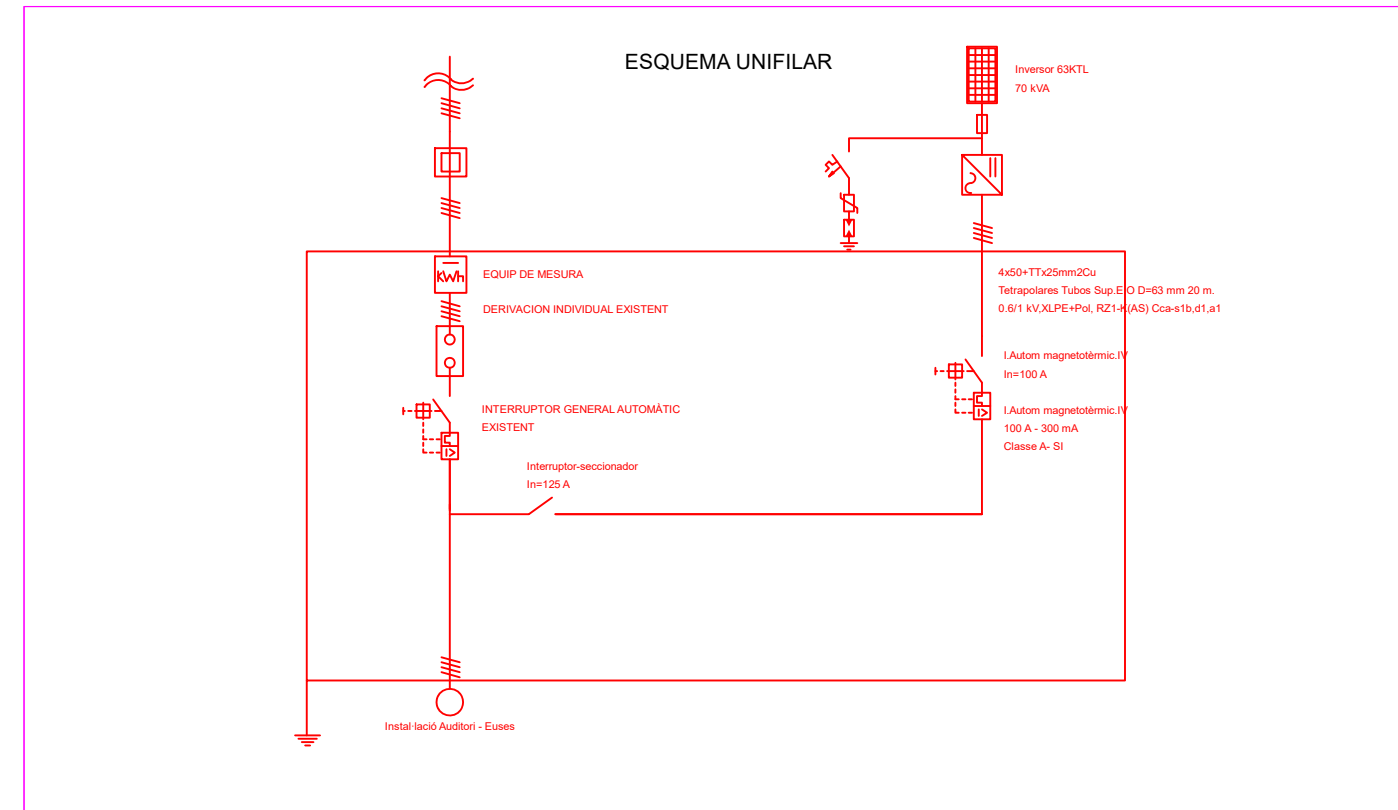 ESQUEMA UNIFILAR
Inversor 63KTL
70 kVA
kWh
EQUIP DE MESURA
DERIVACION INDIVIDUAL EXISTENT
4x50+TTx25mm2Cu
Tetrapolares Tubos Sup.E.O D=63 mm 20 m.
0.6/1 kV,XLPE+Pol, RZ1-K(AS) Cca-s1b,d1,a1
I.Autom magnetotèrmic.IV
In=100 A
I.Autom magnetotèrmic.IV
100 A - 300 mA
Classe A- SI
INTERRUPTOR GENERAL AUTOMÀTIC
EXISTENT
I>
I>
Interruptor-seccionador
In=125 A
Instal·lació Auditori - Euses